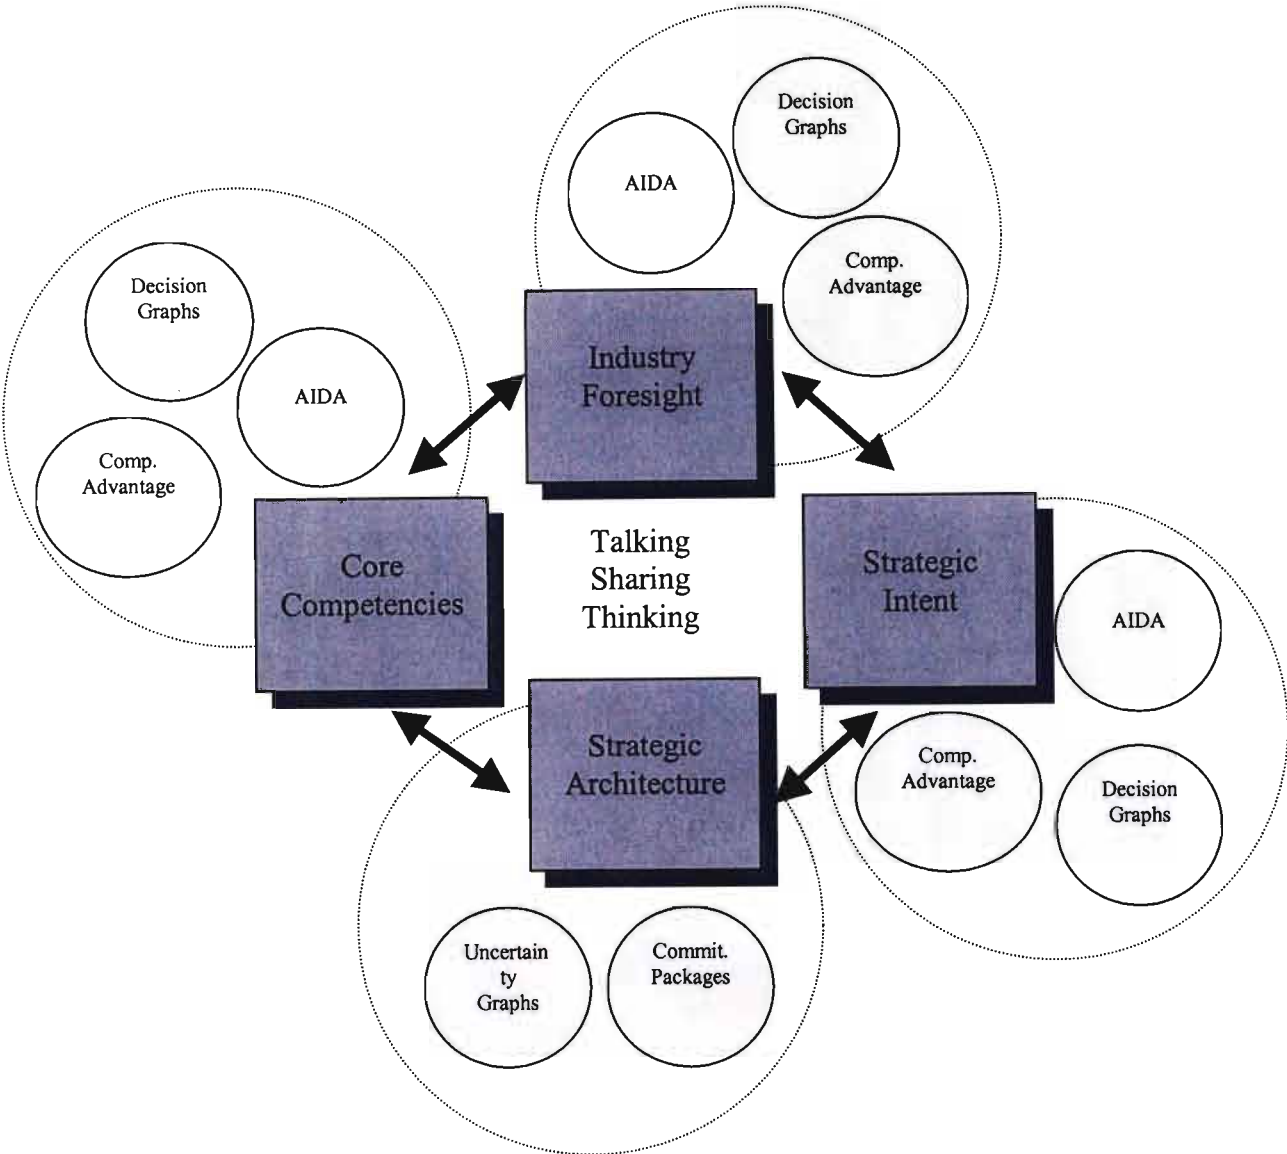 Decision
Graphs
AIDA
Comp.
Advantage
Industry
Foresight
Decision
Graphs
AIDA
Comp.
Advantage
Core
Competencies
Talking
Sharing
Thinking
Strategic
Intent
AIDA
Comp.
Advantage
Decision
Graphs
Strategic
Architecture
Uncertain
ty
Graphs
Commit.
Packages